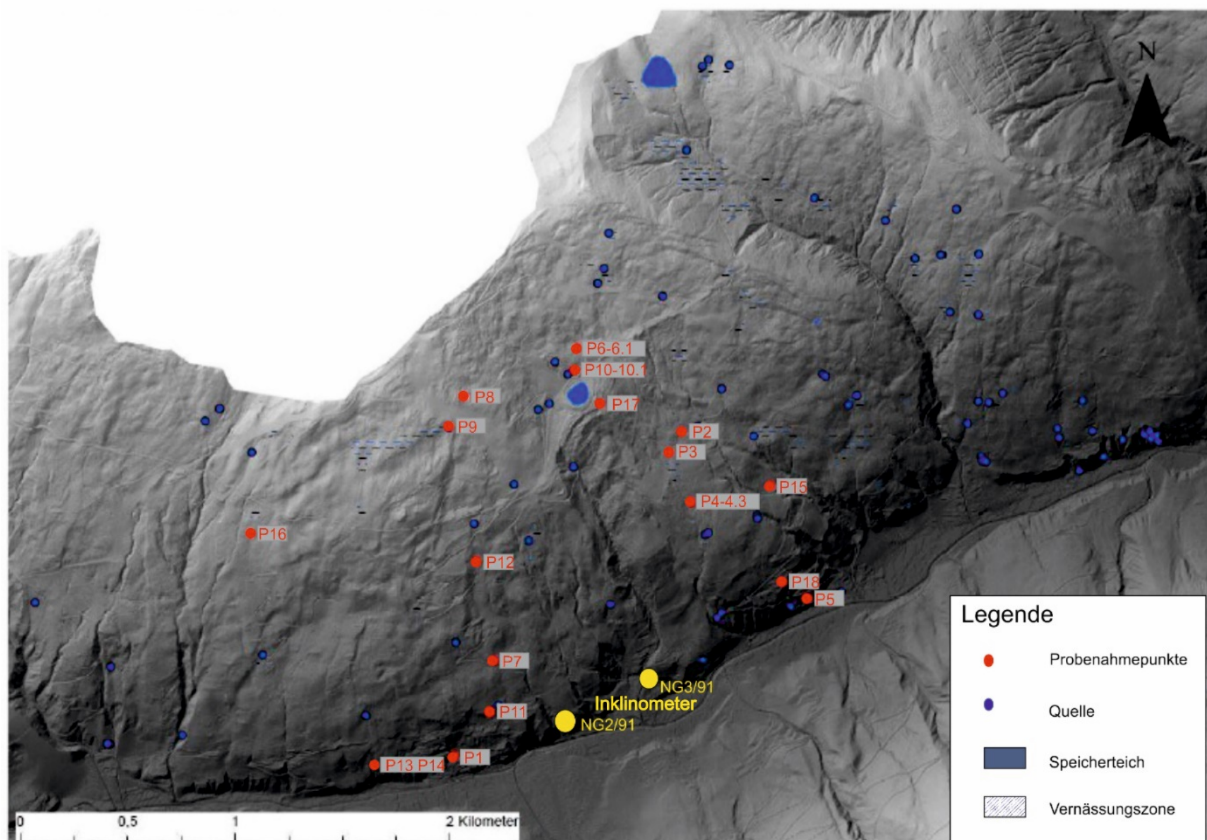 N
P6-6.1
P10-10.1
P8
P17
P9
P2
P3
P15
P4-4.3
P16
P12
P18
P5
P7
NG3/91
Inklinometer
P11
NG2/91
P1
P13 P14
0 0,5 1 2 Kilometer
Legende
Probenahmepunkte
Quelle
Speicherteich
Vernässungszone